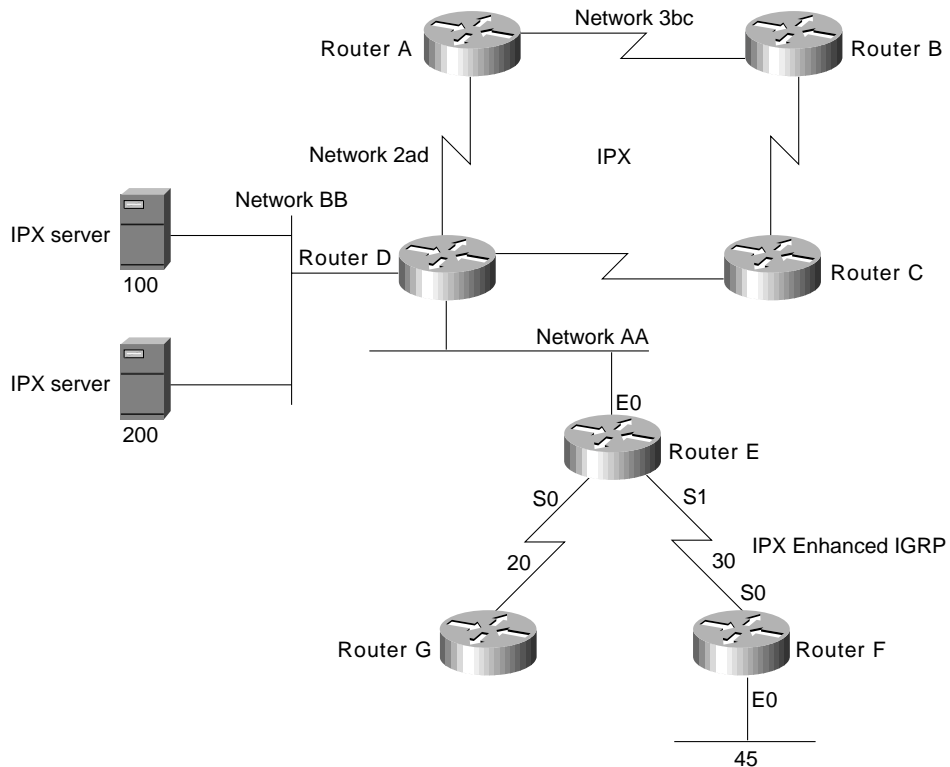 Network 3bc
Router A
Router B
Network 2ad
IPX
Network BB
IPX server
Router D
Router C
100
Network AA
IPX server
E0
200
Router E
S0
S1
IPX Enhanced IGRP
20
30
S0
Router G
Router F
E0
45